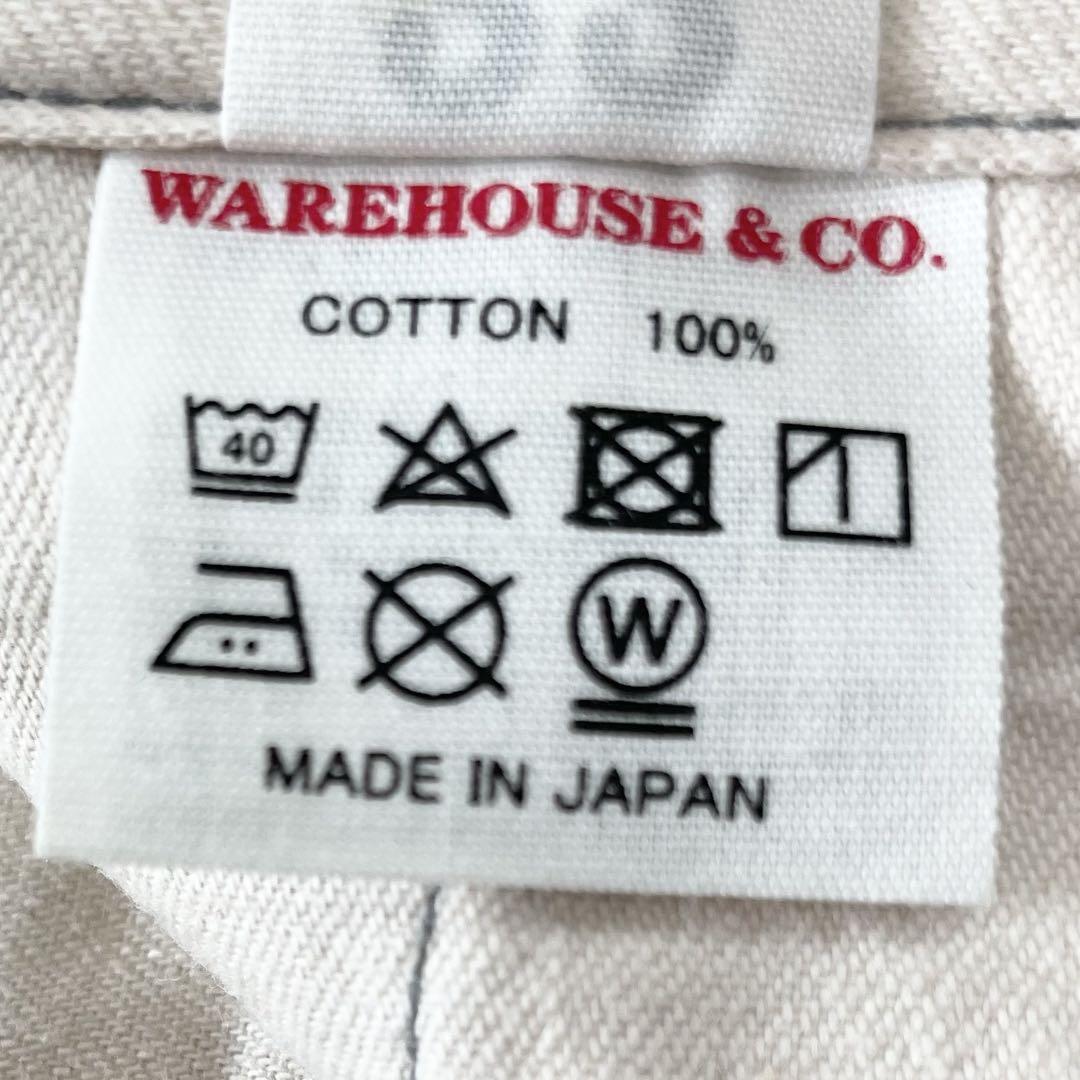 WAREHOUSE & CO.
COTTON 100%
40
W
MADE IN JAPAN